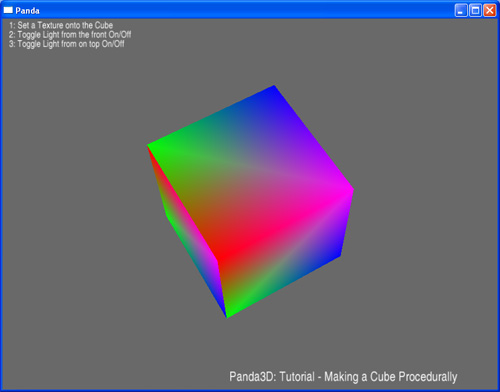 Panda
1: Set a Texture onto the Cube
2: Toggle Light from the front On/Off
3: Toggle Light from on top On/Off
Panda3D: Tutorial - Making a Cube Procedurally